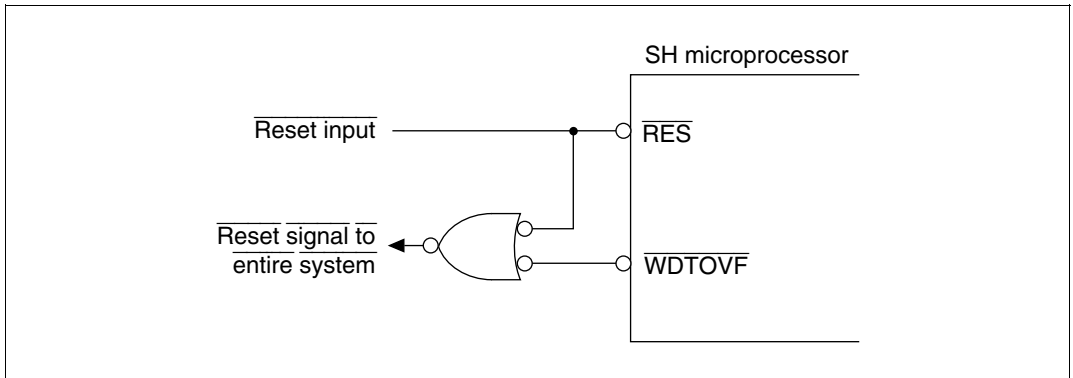 SH microprocessor
Reset input
RES
Reset signal to
entire system
WDTOVF